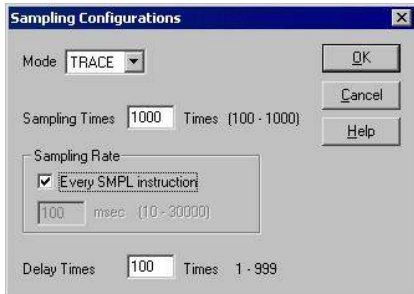 Sampling Configurations
Mode TRACE
OK
Cancel
Help
Sampling Times 1000 Times (100 - 1000)
Sampling Rate
Every SMPL instruction
100 msec (10 - 30000)
Delay Times 100 Times 1 - 999